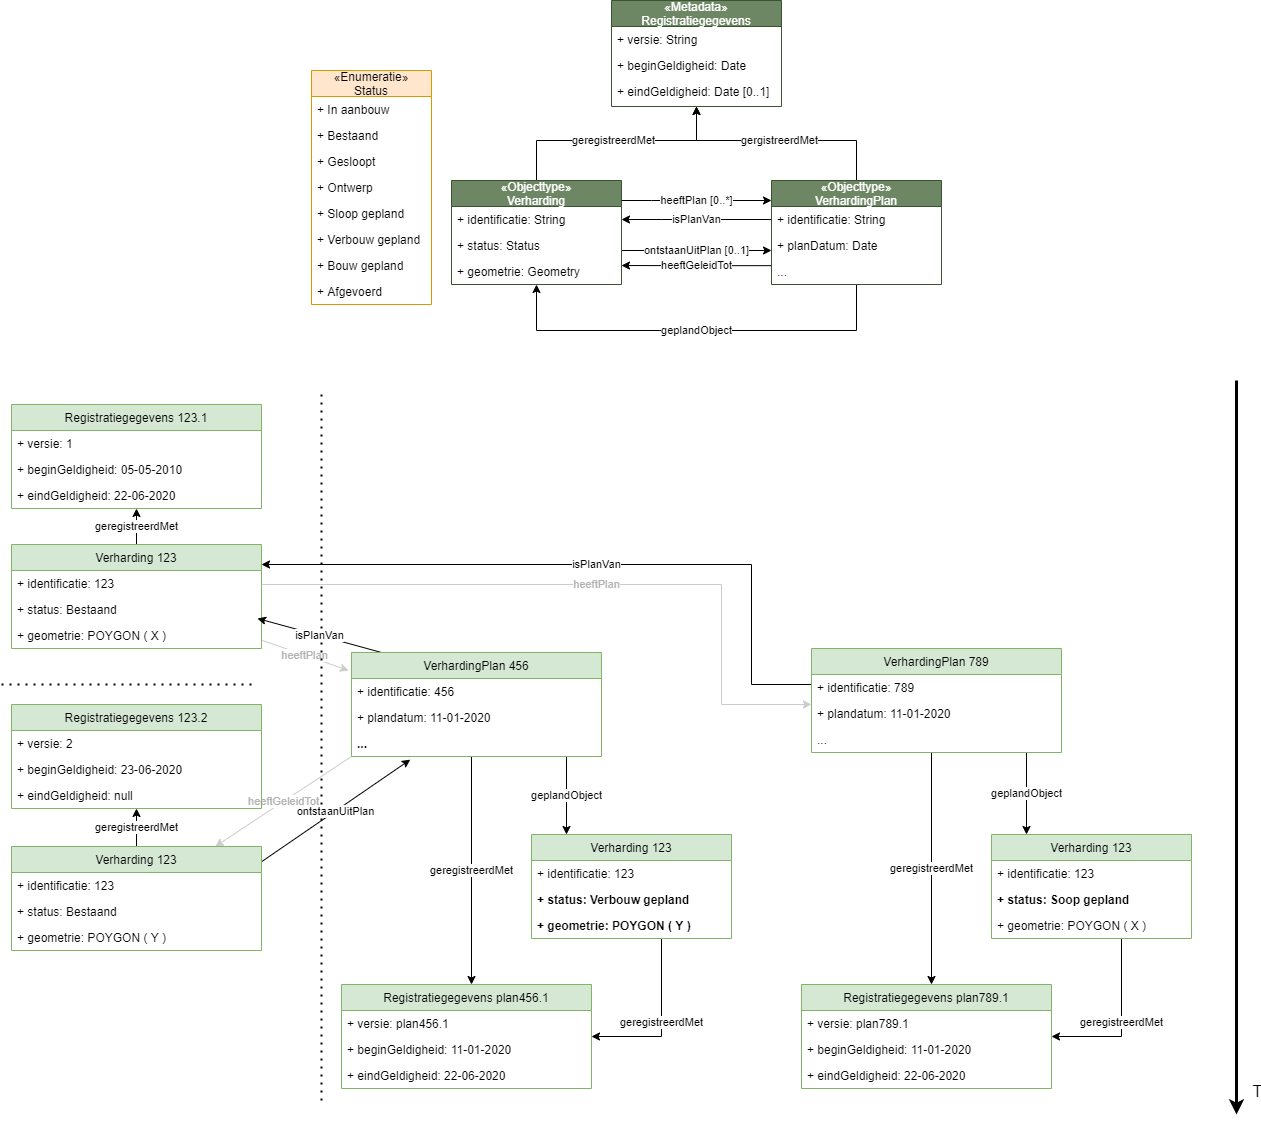 «Metadata»
Registratiegegevens
+ versie: String
+ beginGeldigheid: Date
+ eindGeldigheid: Date [0..1]
«Enumeratie»
Status
+ In aanbouw
+ Bestaand
+ Gesloopt
+ Ontwerp
+ Sloop gepland
+ Verbouw gepland
+ Bouw gepland
+ Afgevoerd
geregistreerdMet
gergistreerdMet
«Objecttype»
Verharding
+ identificatie: String
+ status: Status
+ geometrie: Geometry
heeftPlan [0..*]
isPlanVan
ontstaanUitPlan [0..1]
heeftGeleidTot
«Objecttype»
VerhardingPlan
+ identificatie: String
+ planDatum: Date
...
geplandObject
Registratiegegevens 123.1
+ versie: 1
+ beginGeldigheid: 05-05-2010
+ eindGeldigheid: 22-06-2020
geregistreerdMet
Verharding 123
+ identificatie: 123
+ status: Bestaand
+ geometrie: POYGON ( X )
isPlanVan
heeftPlan
isPlanVan
heeftPlan
Registratiegegevens 123.2
+ versie: 2
+ beginGeldigheid: 23-06-2020
+ eindGeldigheid: null
geregistreerdMet
Verharding 123
+ identificatie: 123
+ status: Bestaand
+ geometrie: POYGON ( Y )
heeftGeleidTot
ontstaanUitPlan
VerhardingPlan 456
+ identificatie: 456
+ plandatum: 11-01-2020
...
geplandObject
geregistreerdMet
Verharding 123
+ identificatie: 123
+ status: Verbouw gepland
+ geometrie: POYGON ( Y )
geregistreerdMet
Registratiegegevens plan456.1
+ versie: plan456.1
+ beginGeldigheid: 11-01-2020
+ eindGeldigheid: 22-06-2020
VerhardingPlan 789
+ identificatie: 789
+ plandatum: 11-01-2020
...
geplandObject
geregistreerdMet
Verharding 123
+ identificatie: 123
+ status: Soop gepland
+ geometrie: POYGON ( X )
geregistreerdMet
Registratiegegevens plan789.1
+ versie: plan789.1
+ beginGeldigheid: 11-01-2020
+ eindGeldigheid: 22-06-2020
T